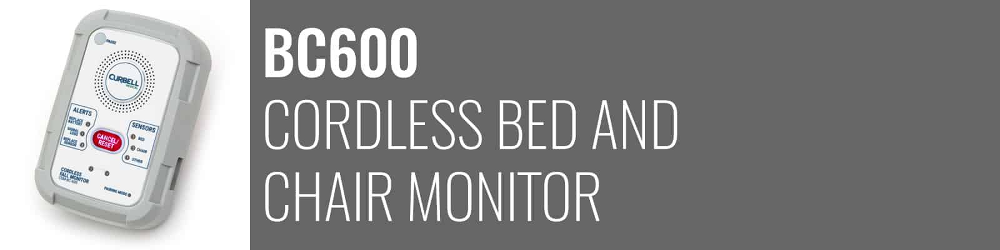 PAUSE
CURBELL
MEDICAL
ALERTS
REPLACE
BATTERY
SIGNAL
LOSS
REPLACE
SENSOR
CANCEL/
RESET
SENSORS
BED
CHAIR
OTHER
CORDLESS
FALL MONITOR
PAIRING MODE
BC600
CORDLESS BED AND
CHAIR MONITOR